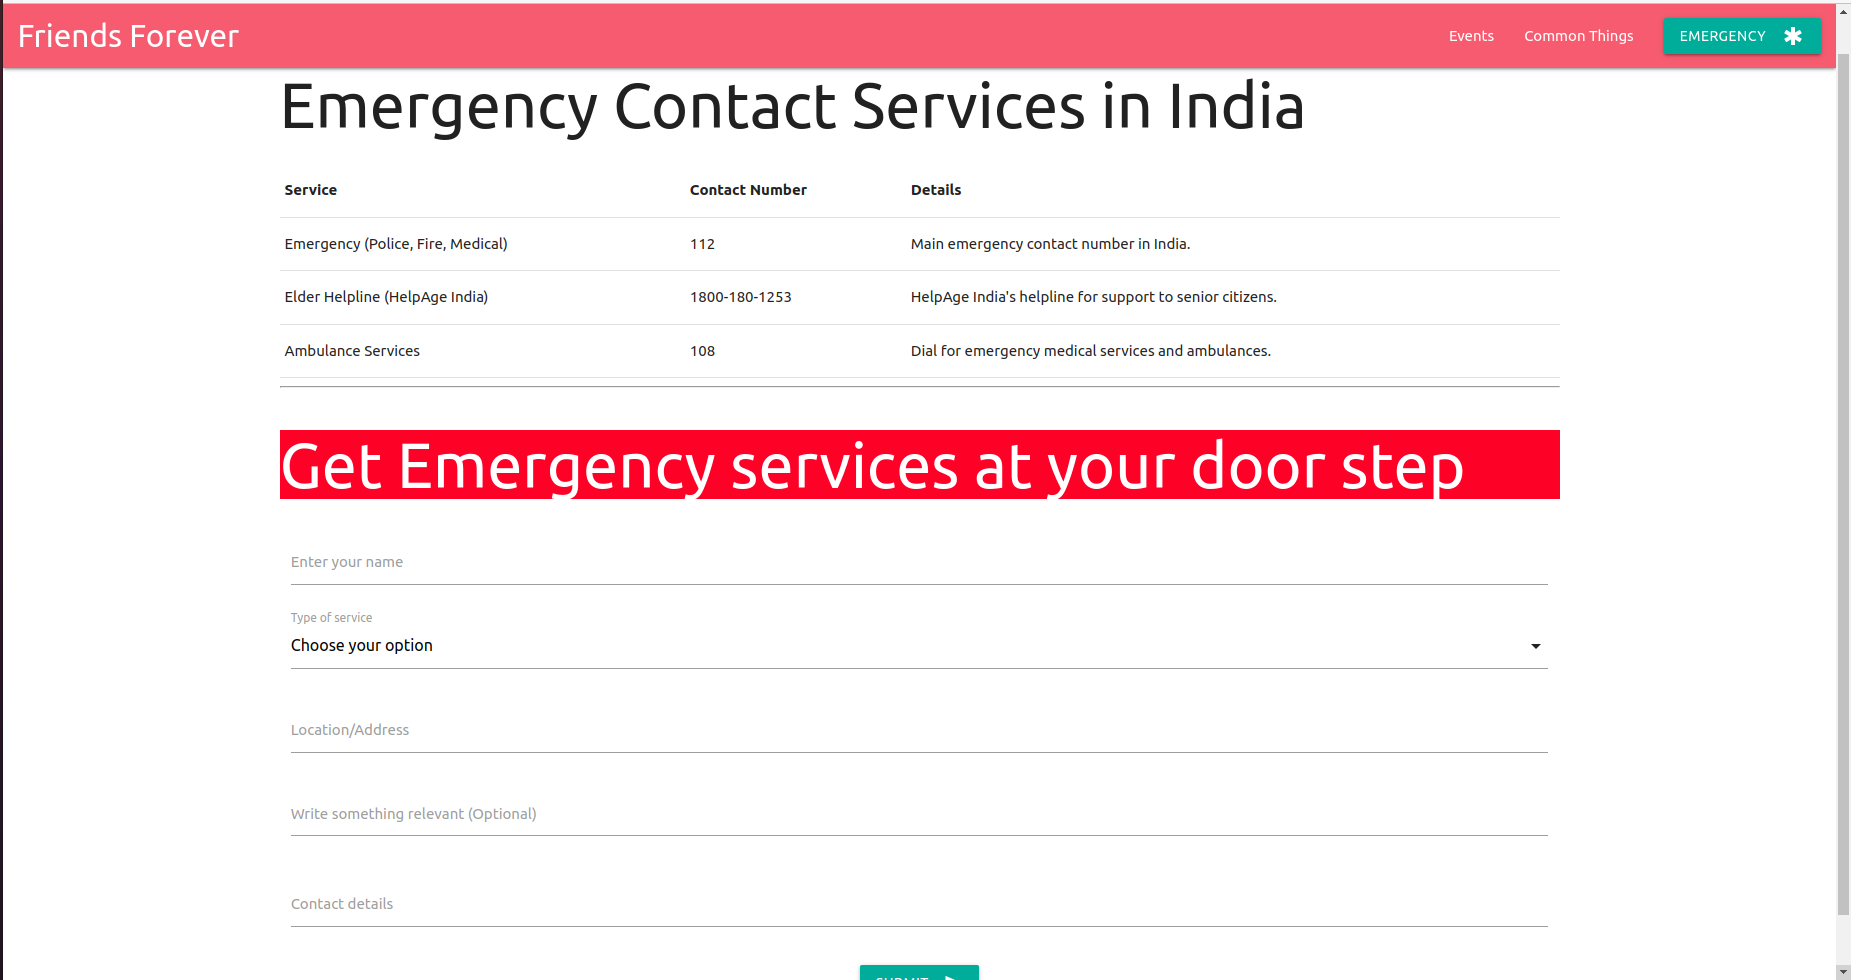 Friends Forever Events Common Things EMERGENCY
Emergency Contact Services in India
Service Contact Number Details
Emergency (Police, Fire, Medical) 112 Main emergency contact number in India.
Elder Helpline (HelpAge India) 1800-180-1253 HelpAge India's helpline for support to senior citizens.
Ambulance Services 108 Dial for emergency medical services and ambulances.
Get Emergency services at your door step
Enter your name
Type of service
Choose your option
Location/Address
Write something relevant (Optional)
Contact details
SUBMIT